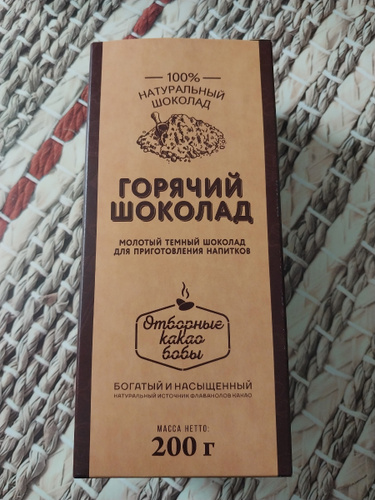 100%
НАТУРАЛЬНЫЙ
ШОКОЛАД
ГОРЯЧИЙ
ШОКОЛАД
МОЛОТЫЙ ТЕМНЫЙ ШОКОЛАД
ДЛЯ ПРИГОТОВЛЕНИЯ НАПИТКОВ
Отборные
какао
бобы
БОГАТЫЙ И НАСЫЩЕННЫЙ
НАТУРАЛЬНЫЙ ИСТОЧНИК ФЛАВАНОЛОВ КАКАО
МАССА НЕТТО:
200 г